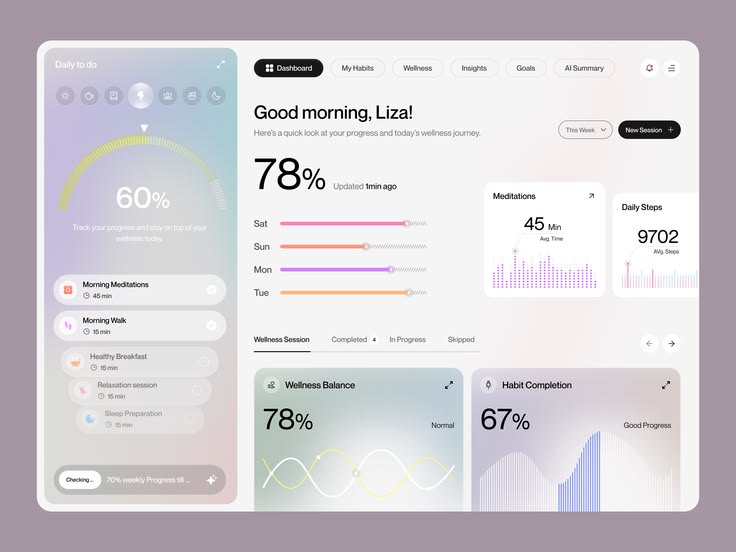 Daily to do
60%
Track your progress and stay on top of your
wellness today.
Morning Meditations
45 min
Morning Walk
15 min
Healthy Breakfast
15 min
Relaxation session
15 min
Sleep Preparation
15 min
Checking ...
70% weekly Progress till ...
Dashboard
My Habits
Wellness
Insights
Goals
AI Summary
Good morning, Liza!
Here's a quick look at your progress and today's wellness journey.
This Week
New Session
78%
Updated 1min ago
Sat
Sun
Mon
Tue
Meditations
45 Min
Avg. Time
Daily Steps
9702
AVg. Steps
Wellness Session
Completed 4
In Progress
Skipped
Wellness Balance
78%
Normal
Habit Completion
67%
Good Progress